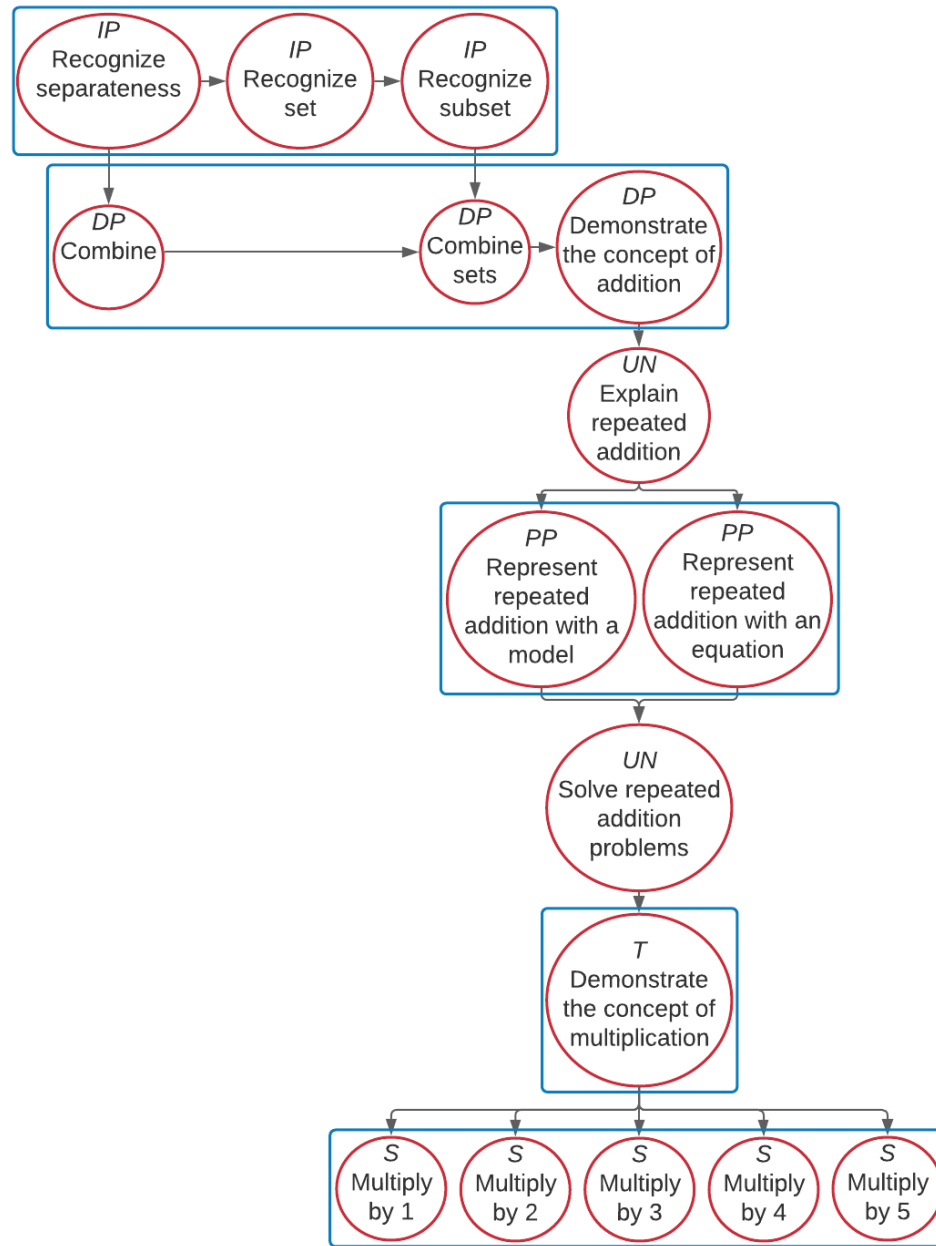 IP
Recognize
separateness
IP
Recognize
set
IP
Recognize
subset
DP
Combine
DP
Combine
sets
DP
Demonstrate
the concept of
addition
UN
Explain
repeated
addition
PP
Represent
repeated
addition with a
model
PP
Represent
repeated
addition with an
equation
UN
Solve repeated
addition
problems
T
Demonstrate
the concept of
multiplication
S
Multiply
by 1
S
Multiply
by 2
S
Multiply
by 3
S
Multiply
by 4
S
Multiply
by 5